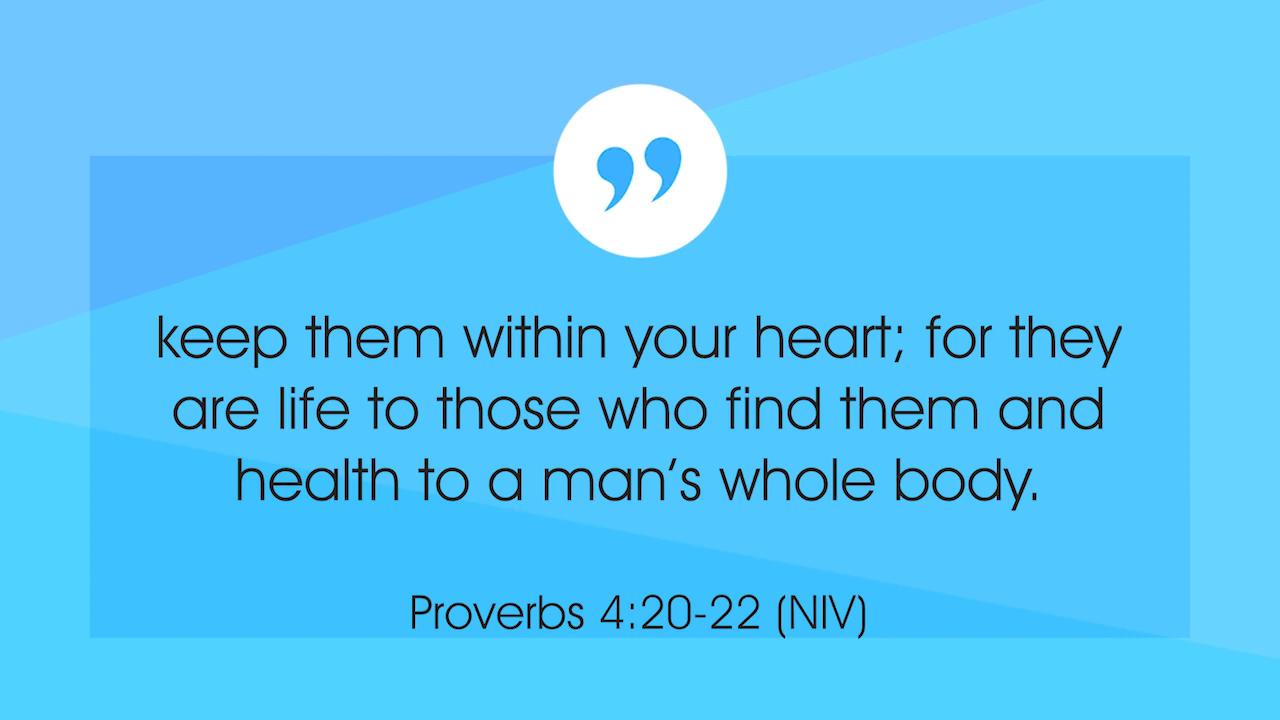 ”
keep them within your heart; for they
are life to those who find them and
health to a man’s whole body.
Proverbs 4:20-22 (NIV)